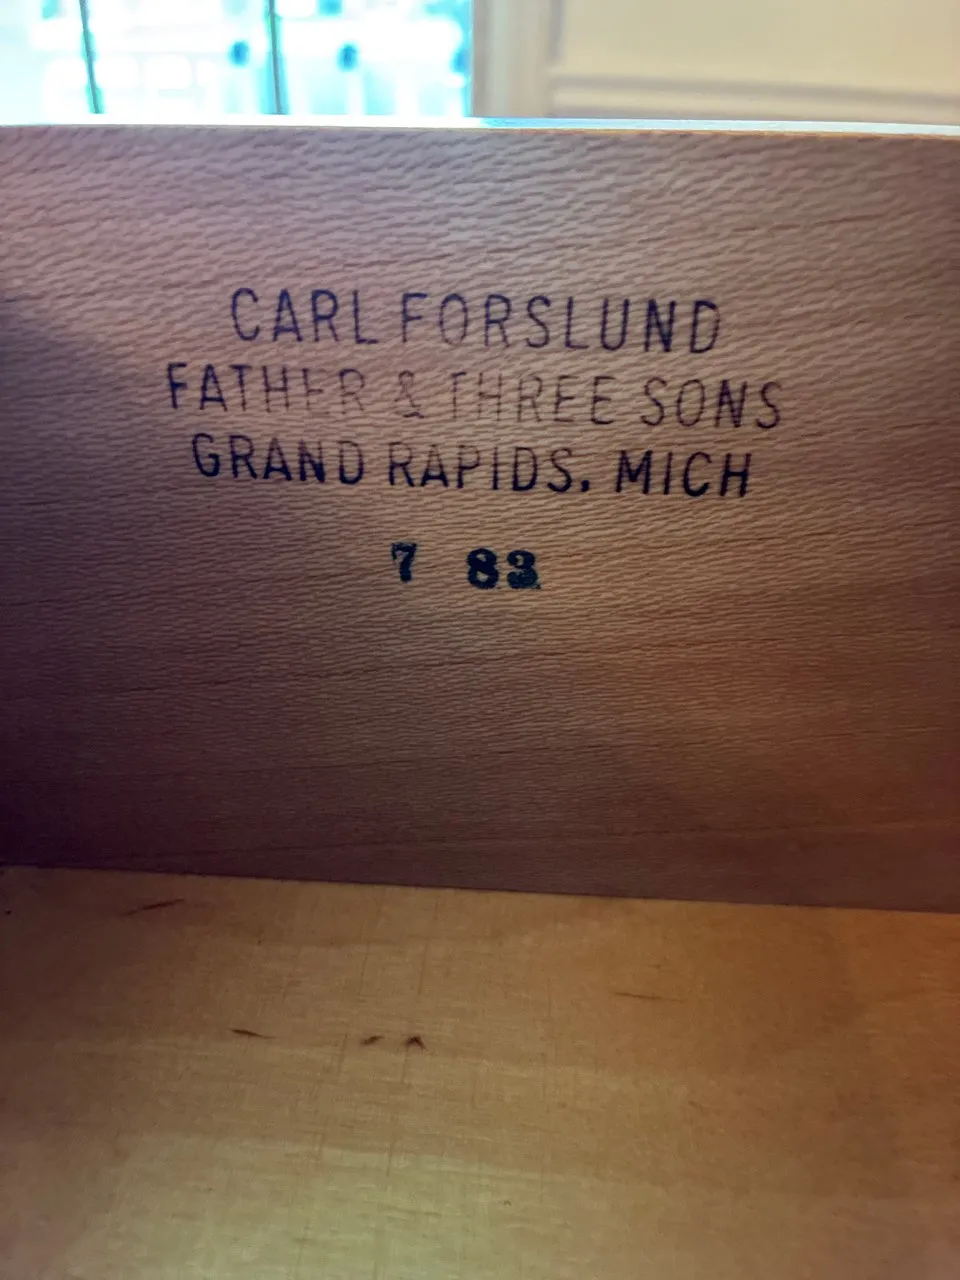 CARL FORSLUND
FATHER & THREE SONS
GRAND RAPIDS. MICH
7 83